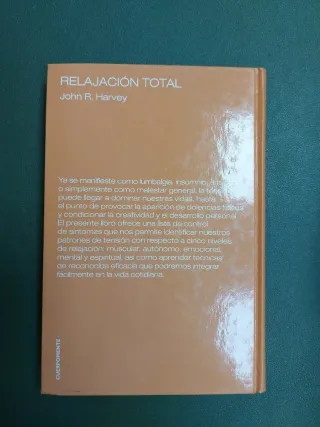 RELAJACIÓN TOTAL
John R. Harvey
Ya se manifieste como lumbalgia, insomnio,
o simplemente como malestar general, la
puede llegar a dominar nuestras vidas, hasta
el punto de provocar la aparición de dolencias físicas
y condicionar la creatividad y el desarrollo personal.
El presente libro ofrece una lista de control
de síntomas que nos permite identificar nuestros
patrones de tensión con respecto a cinco niveles
de relajación: muscular, autónomo, emocional,
mental y espiritual, así como aprender técnicas
de reconocida eficacia que podremos integrar
fácilmente en la vida cotidiana.
CUERPOMENTE